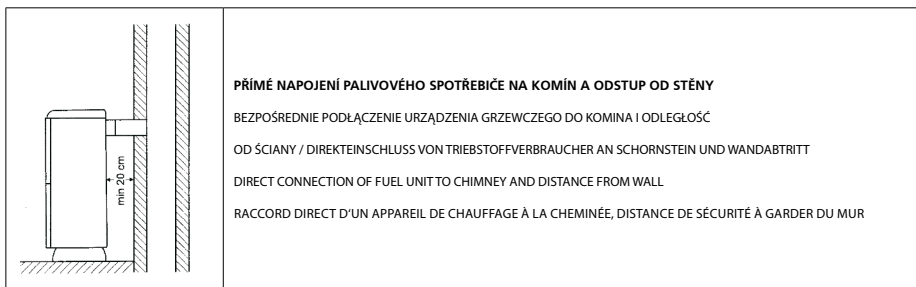 min 20 cm
PŘÍMÉ NAPOJENÍ PALIVOVÉHO SPOTŘEBIČE NA KOMÍN A ODSTUP OD STĚNY
BEZPOŚREDNIE PODŁĄCZENIE URZĄDZENIA GRZEWCZEGO DO KOMINA I ODLEGŁOŚĆ
OD ŚCIANY / DIREKTEINSCHLUSS VON TRIEBSTOFFVERBRAUCHER AN SCHORNSTEIN UND WANDABTRITT
DIRECT CONNECTION OF FUEL UNIT TO CHIMNEY AND DISTANCE FROM WALL
RACCORD DIRECT D'UN APPAREIL DE CHAUFFAGE À LA CHEMINÉE, DISTANCE DE SÉCURITÉ À GARDER DU MUR